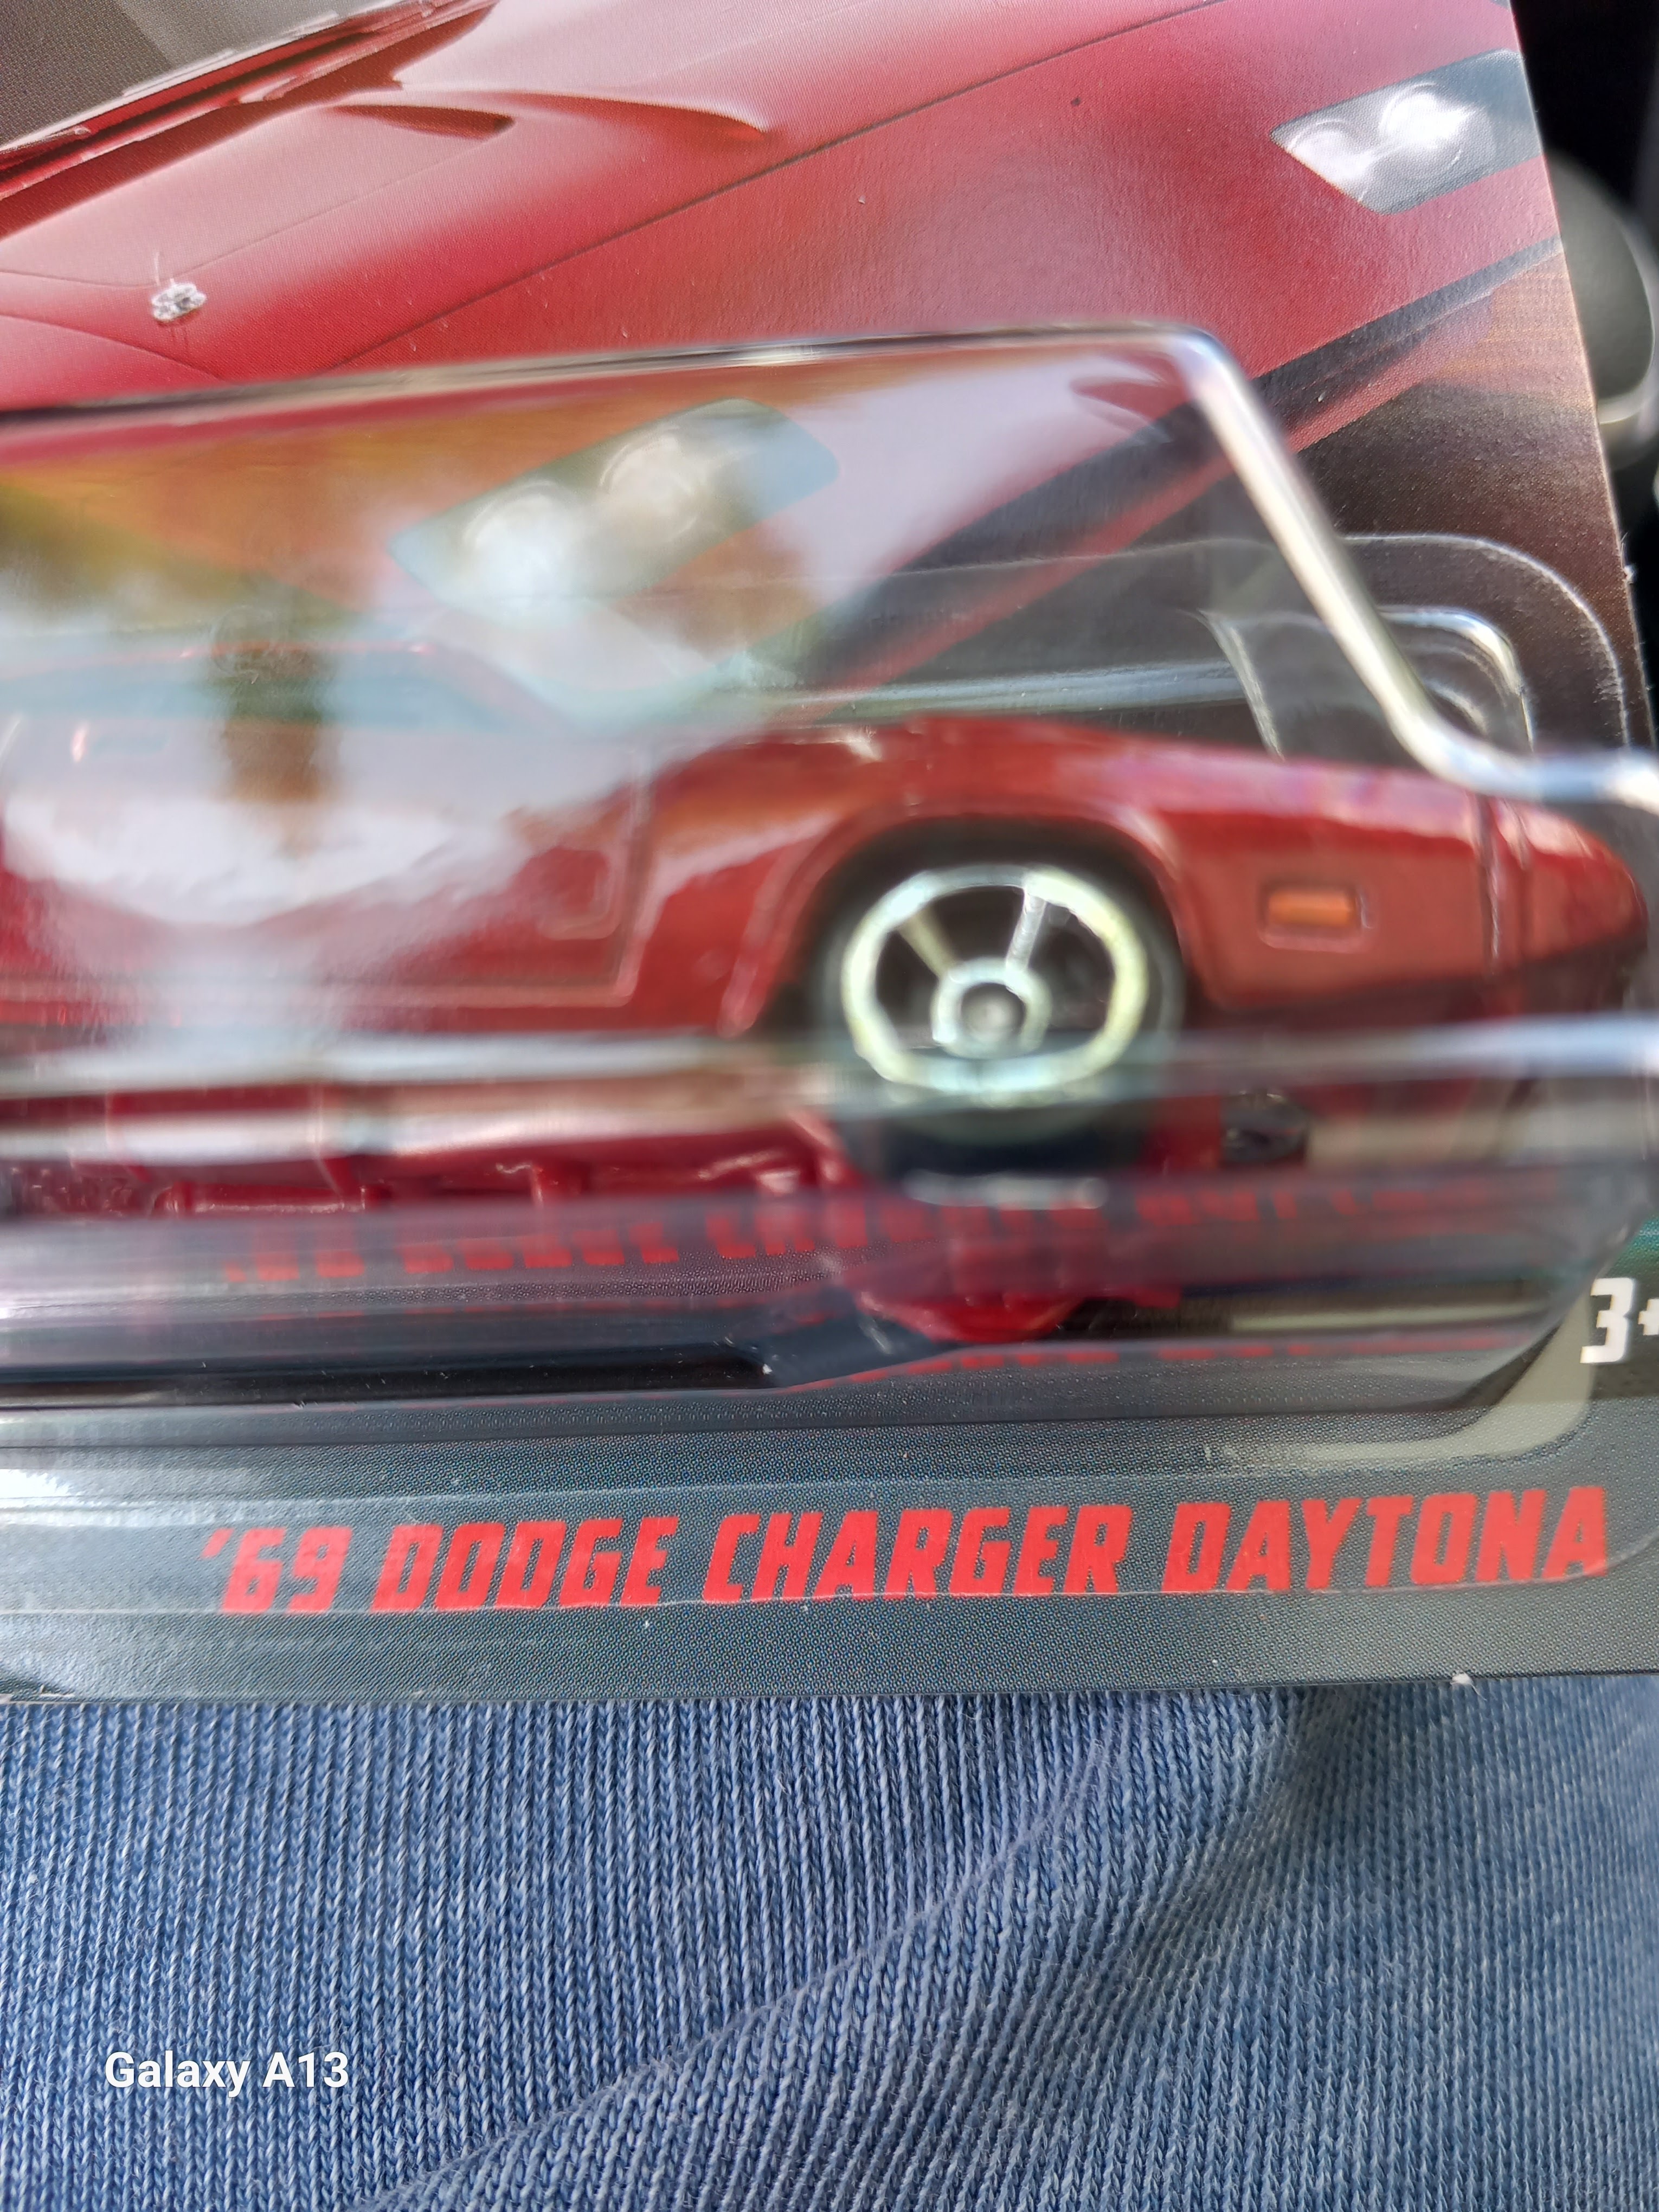 3+
'69 DODGE CHARGER DAYTONA
Galaxy A13